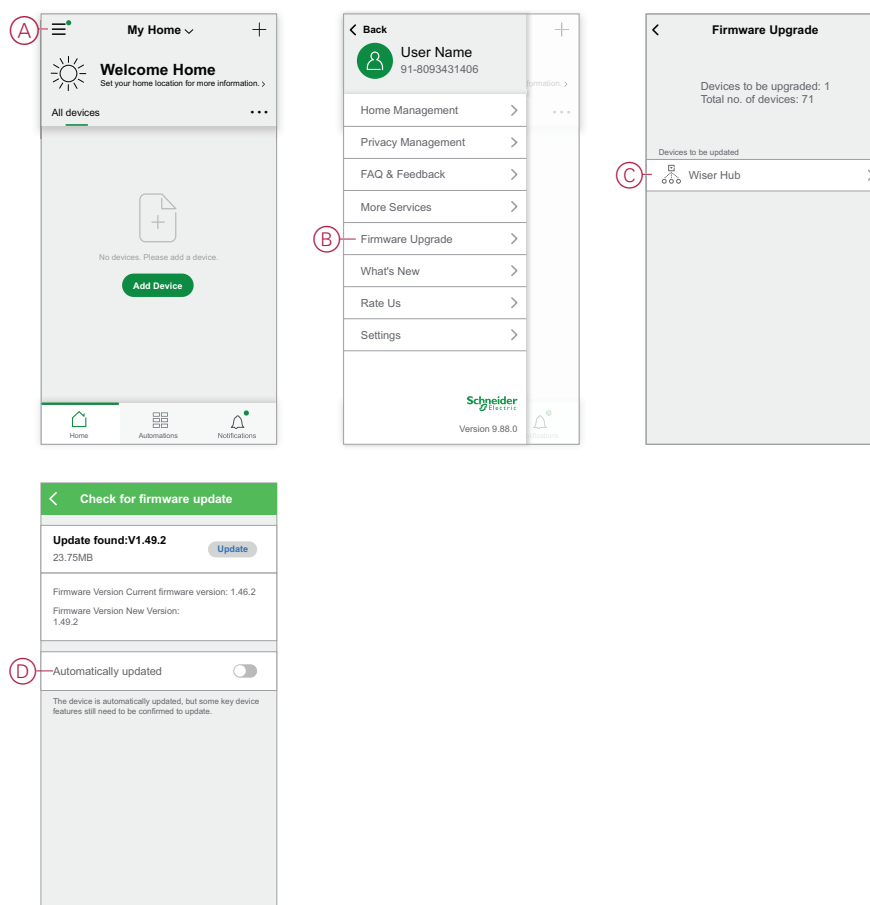 A
My Home
Welcome Home
Set your home location for more information.
All devices
No devices. Please add a device.
Add Device
Home
Automations
Notifications
Back
User Name
91-8093431406
Home Management
Privacy Management
FAQ & Feedback
More Services
B
Firmware Upgrade
What's New
Rate Us
Settings
Schneider
Electric
Version 9.88.0
Firmware Upgrade
Devices to be upgraded: 1
Total no. of devices: 71
Devices to be updated
C
Wiser Hub
Check for firmware update
Update found:V1.49.2
23.75MB
Update
Firmware Version Current firmware version: 1.46.2
Firmware Version New Version:
1.49.2
D
Automatically updated
The device is automatically updated, but some key device
features still need to be confirmed to update.